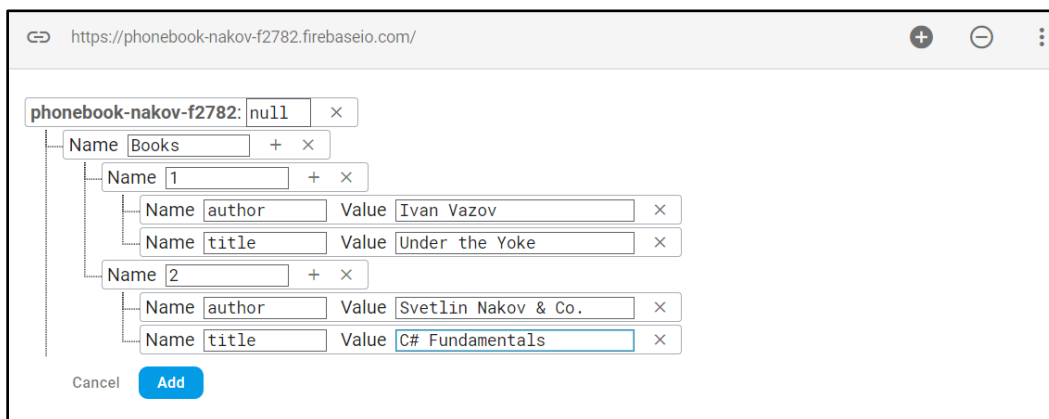 https://phonebook-nakov-f2782.firebaseio.com/
phonebook-nakov-f2782: null
Name Books
Name 1
Name author Value Ivan Vazov
Name title Value Under the Yoke
Name 2
Name author Value Svetlin Nakov & Co.
Name title Value C# Fundamentals
Cancel Add